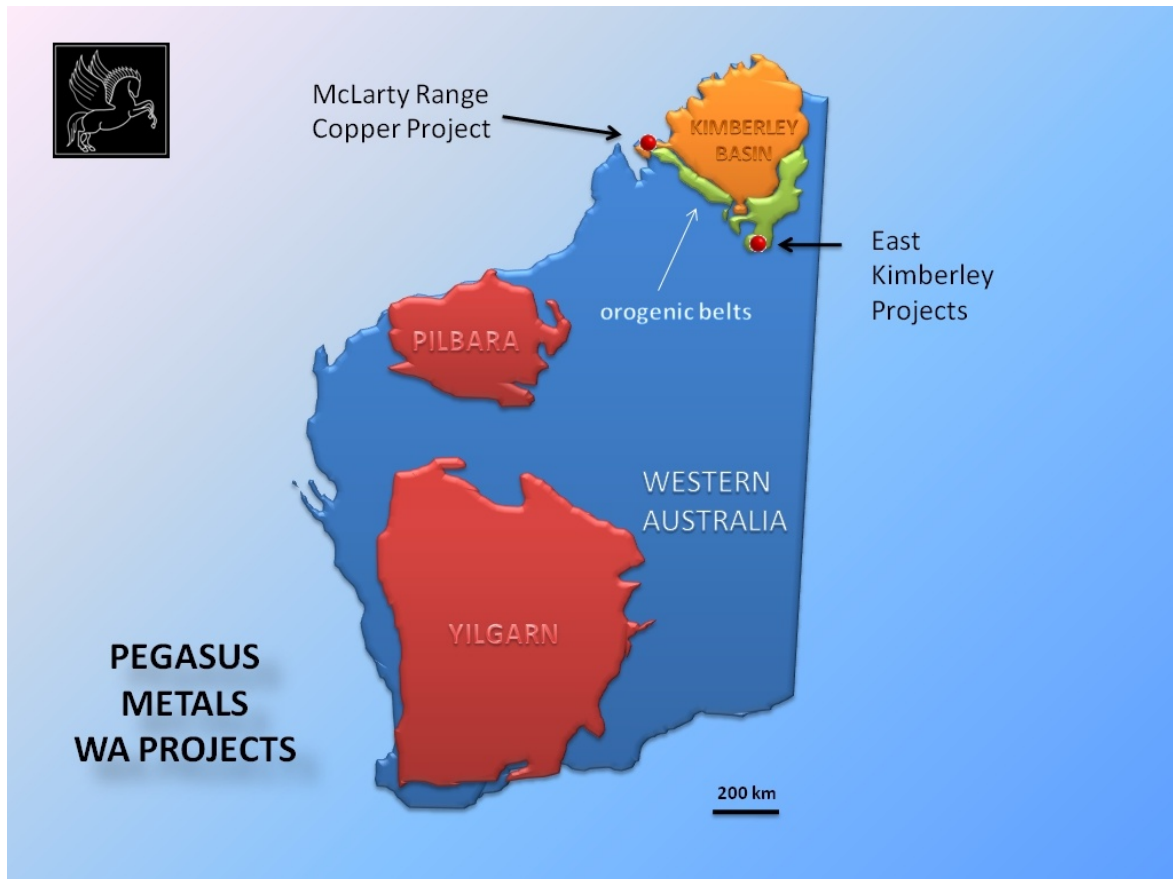 McLarty Range
Copper Project
KIMBERLEY
BASIN
East
Kimberley
Projects
orogenic belts
PILBARA
WESTERN
AUSTRALIA
YILGARN
PEGASUS
METALS
WA PROJECTS
200 km